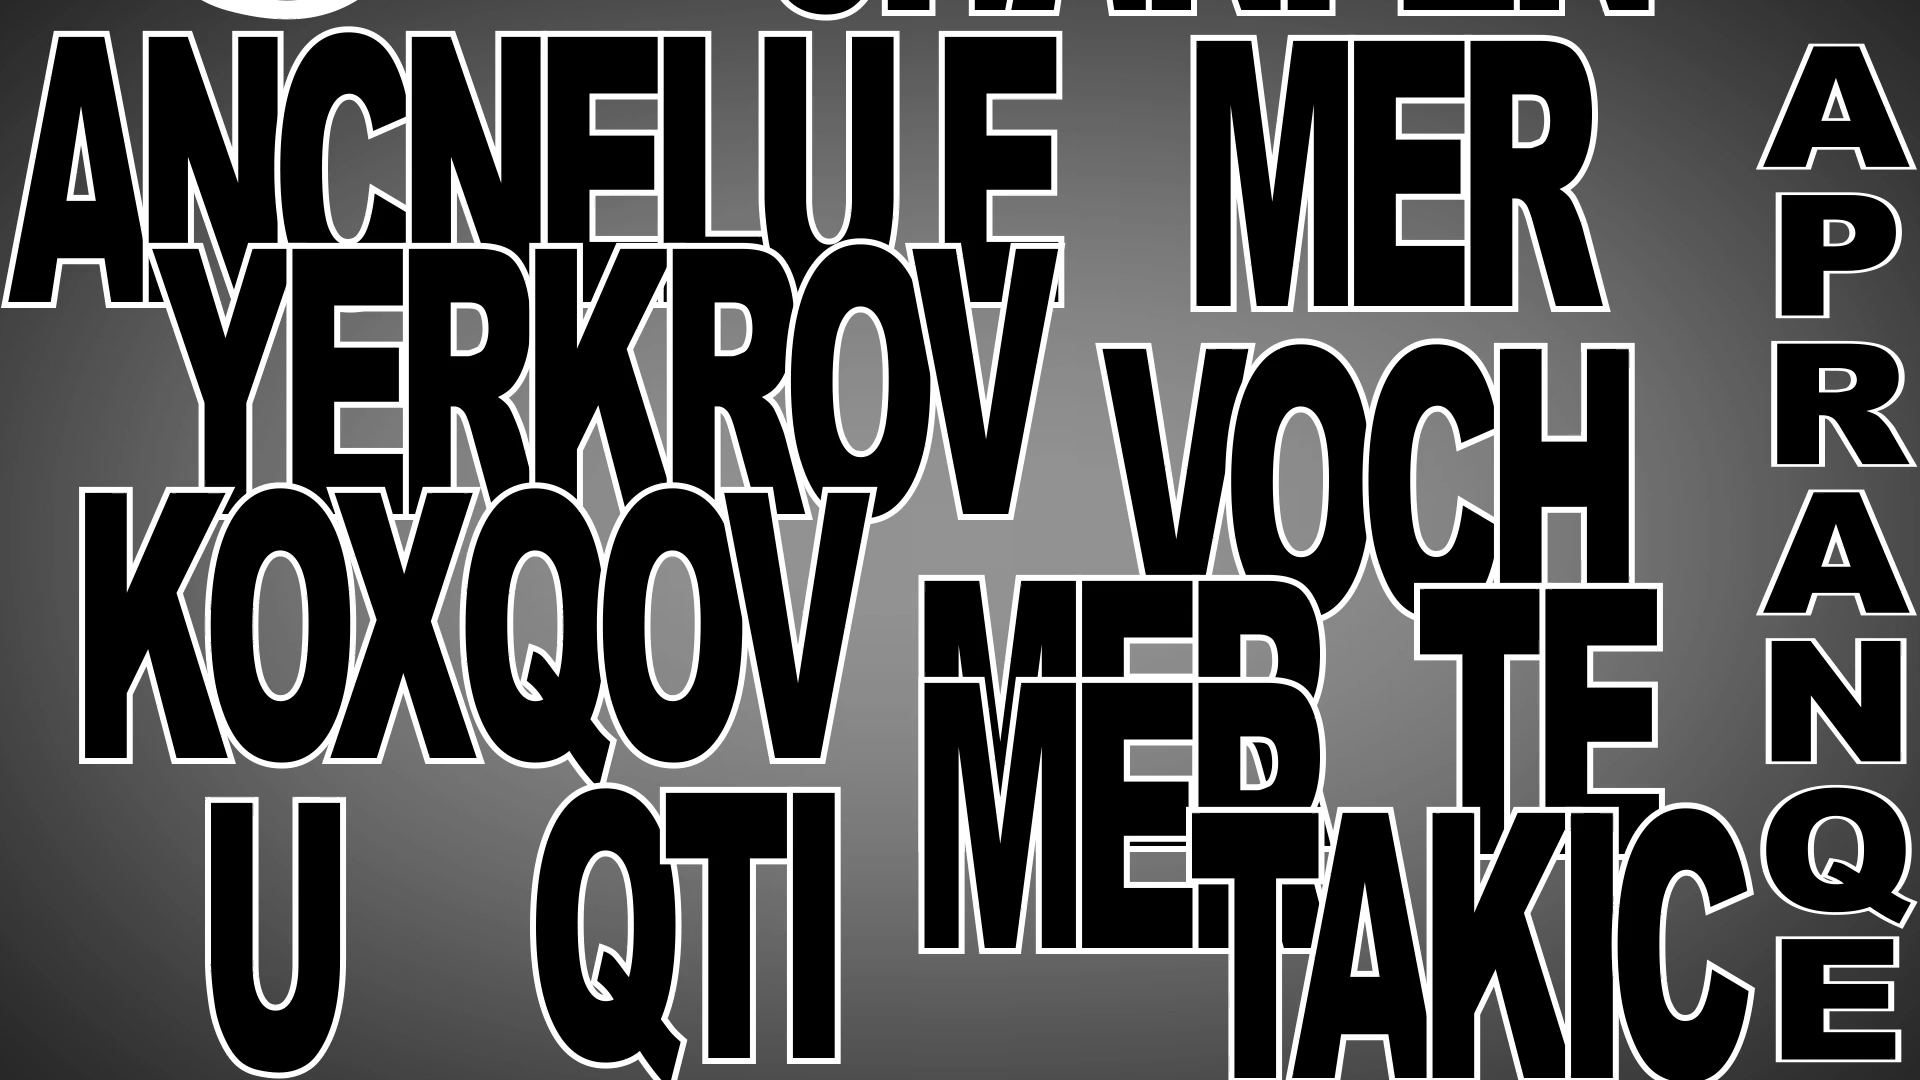 ANCNELU E
YERKROV
KOXQOV
U QTI
MER
VOCH
MER TE
MER
TAKIC
APRANQE